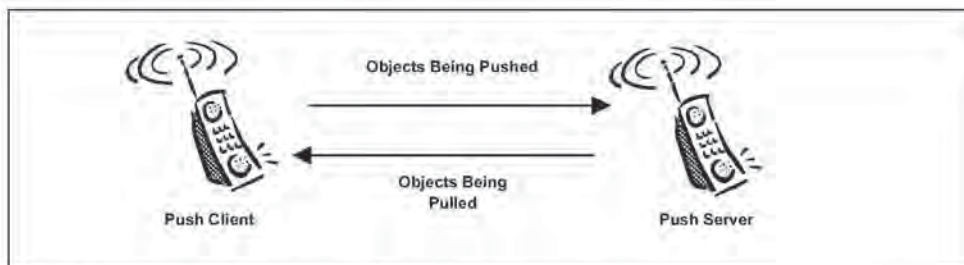 Objects Being Pushed
Objects Being
Pulled
Push Client
Push Server